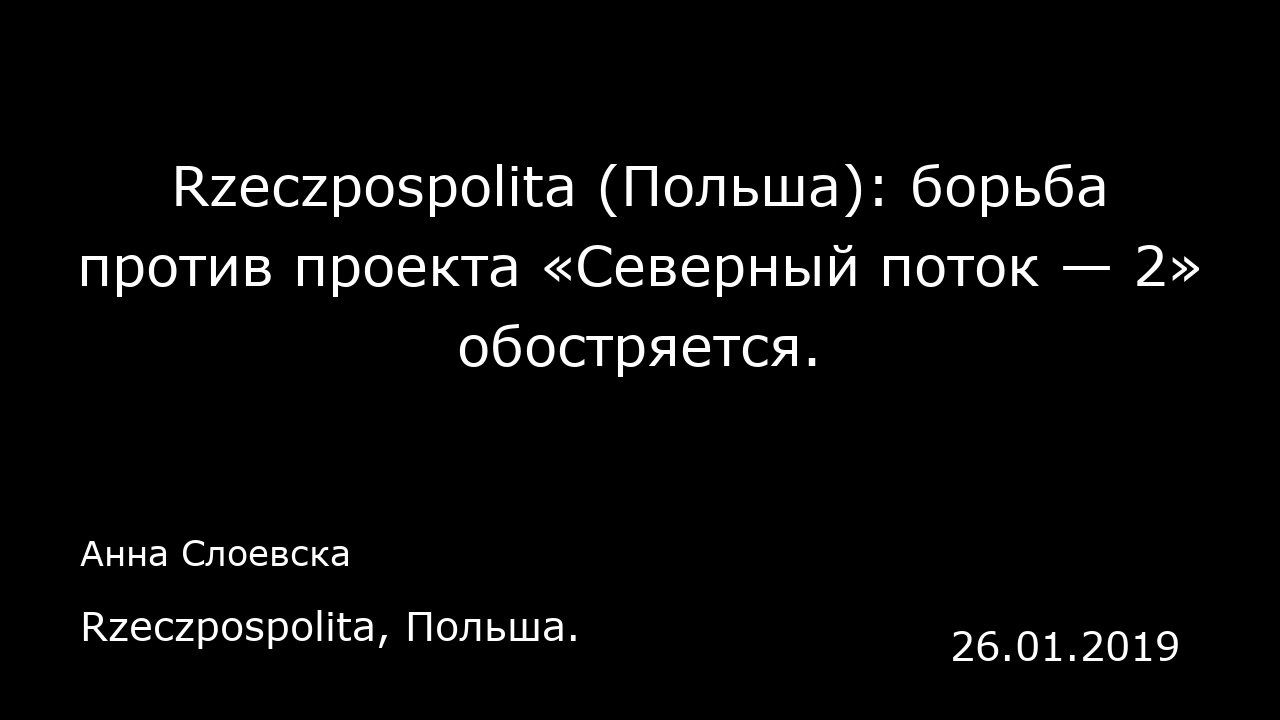 Rzeczpospolita (Польша): борьба
против проекта «Северный поток — 2»
обостряется.
Анна Слоевска
Rzeczpospolita, Польша.
26.01.2019